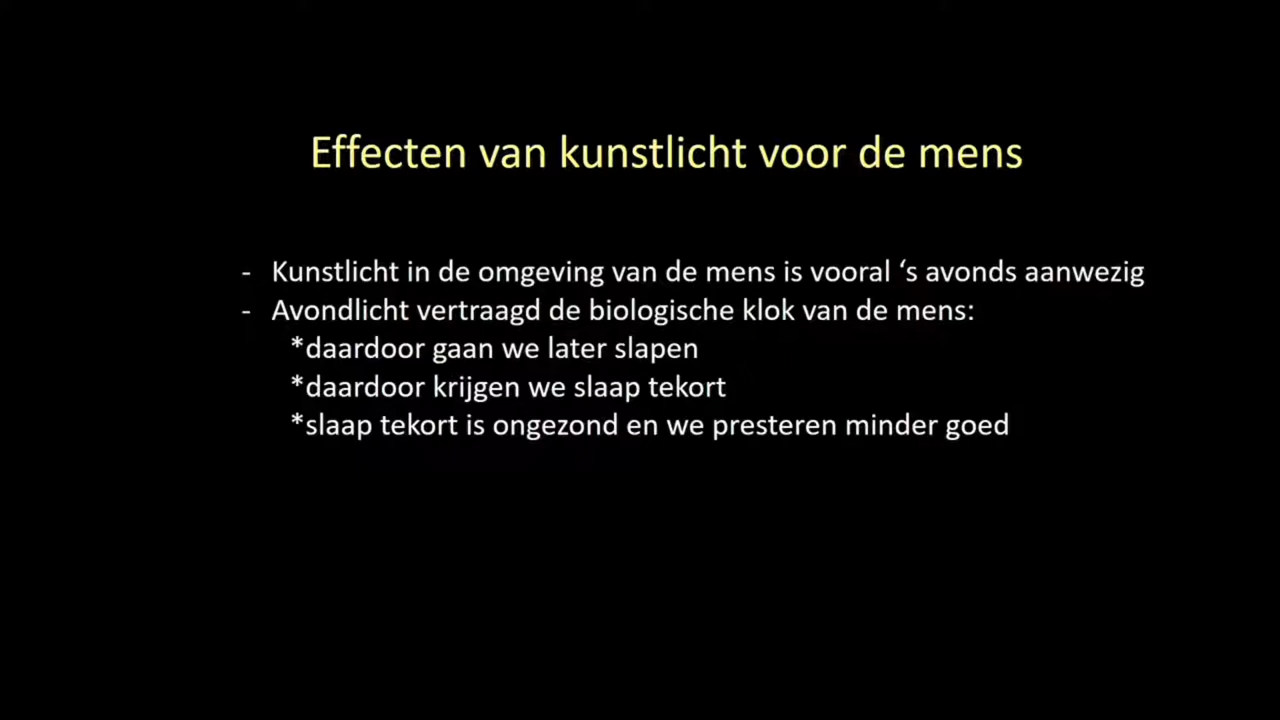 Effecten van kunstlicht voor de mens
- Kunstlicht in de omgeving van de mens is vooral ‘s avonds aanwezig
- Avondlicht vertraagd de biologische klok van de mens:
*daardoor gaan we later slapen
*daardoor krijgen we slaap tekort
*slaap tekort is ongezond en we presteren minder goed